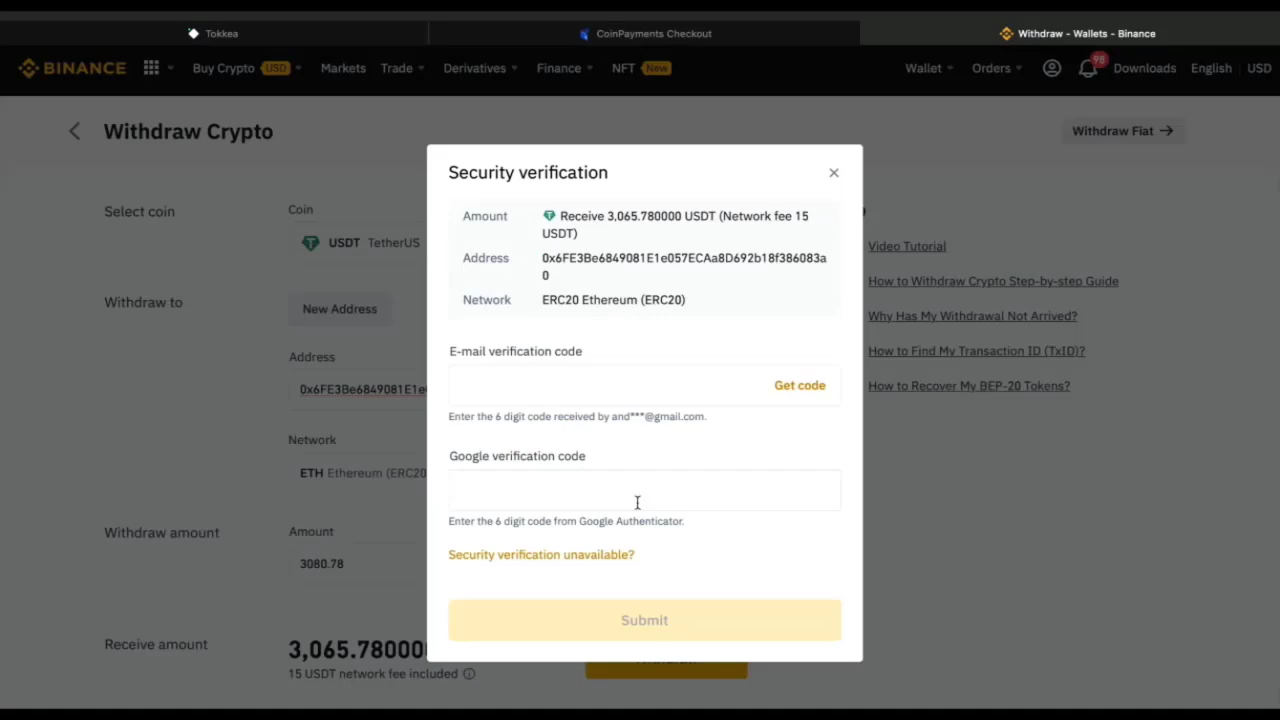 Tokkea
CoinPayments Checkout
Withdraw - Wallets - Binance
BINANCE
Buy Crypto USD
Markets
Trade
Derivatives
Finance
NFT New
Wallet
Orders
98
Downloads
English
USD
Withdraw Crypto
Withdraw Fiat →
Select coin
Coin
USDT TetherUS
Withdraw to
New Address
Address
0x6FE3Be6849081E1e
Network
ETH Ethereum (ERC20
Withdraw amount
Amount
3080.78
Receive amount
3,065.78000
15 USDT network fee included
Security verification
Amount
Receive 3,065.780000 USDT (Network fee 15
USDT)
Address
0x6FE3Be6849081E1e057ECAa8D692b18f386083a
0
Network
ERC20 Ethereum (ERC20)
E-mail verification code
Get code
Enter the 6 digit code received by and***@gmail.com.
Google verification code
Enter the 6 digit code from Google Authenticator.
Security verification unavailable?
Submit
Video Tutorial
How to Withdraw Crypto Step-by-step Guide
Why Has My Withdrawal Not Arrived?
How to Find My Transaction ID (TxID)?
How to Recover My BEP-20 Tokens?